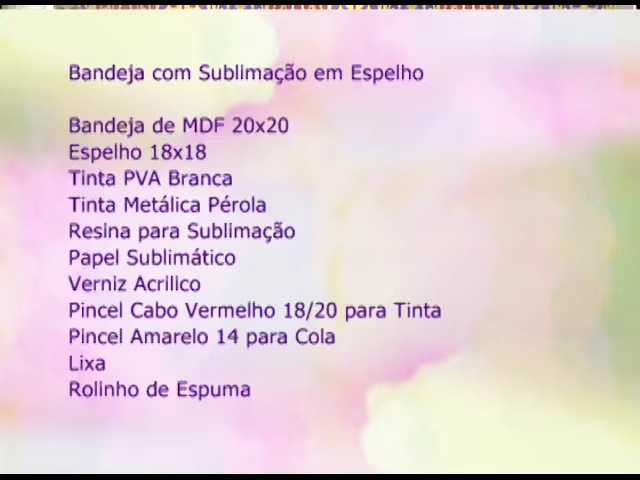 Bandeja com Sublimação em Espelho
Bandeja de MDF 20x20
Espelho 18x18
Tinta PVA Branca
Tinta Metálica Pérola
Resina para Sublimação
Papel Sublimático
Verniz Acrilico
Pincel Cabo Vermelho 18/20 para Tinta
Pincel Amarelo 14 para Cola
Lixa
Rolinho de Espuma